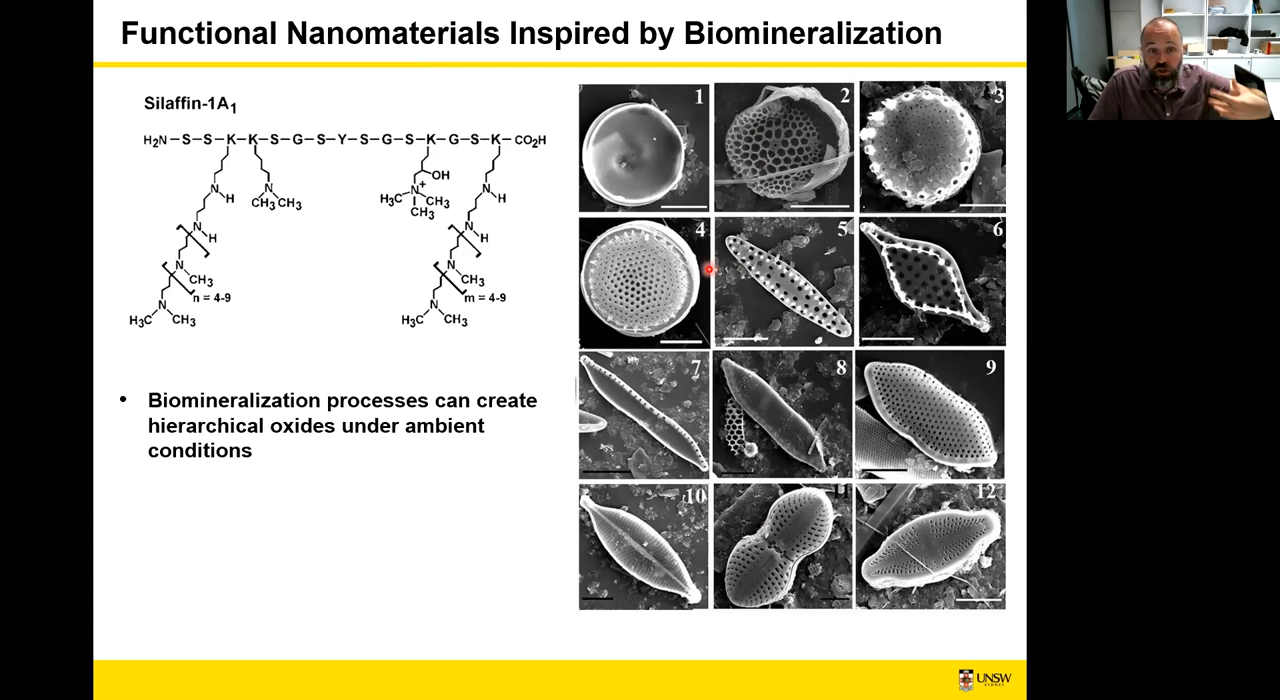 Functional Nanomaterials Inspired by Biomineralization
Silaffin-1A1
H2N–S–S–K–K–S–G–S–Y–S–G–S–K–G–S–K–CO2H
OH
N H
N
CH3 CH3
H3C N+ CH3
CH3
N H
N H
N H
N CH3
n = 4-9
N CH3
m = 4-9
H3C N CH3
H3C N CH3
• Biomineralization processes can create
hierarchical oxides under ambient
conditions
1
2
3
4
5
6
7
8
9
10
11
12
UNSW
SYDNEY